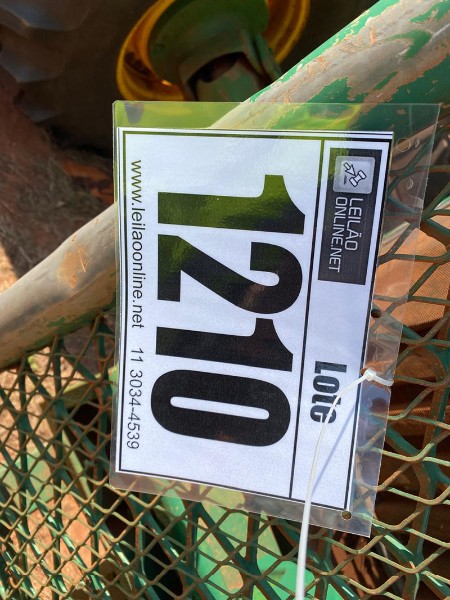 LEILÃO
ONLINE.NET
Lote
1210
www.leilaoonline.net 11 3034-4539